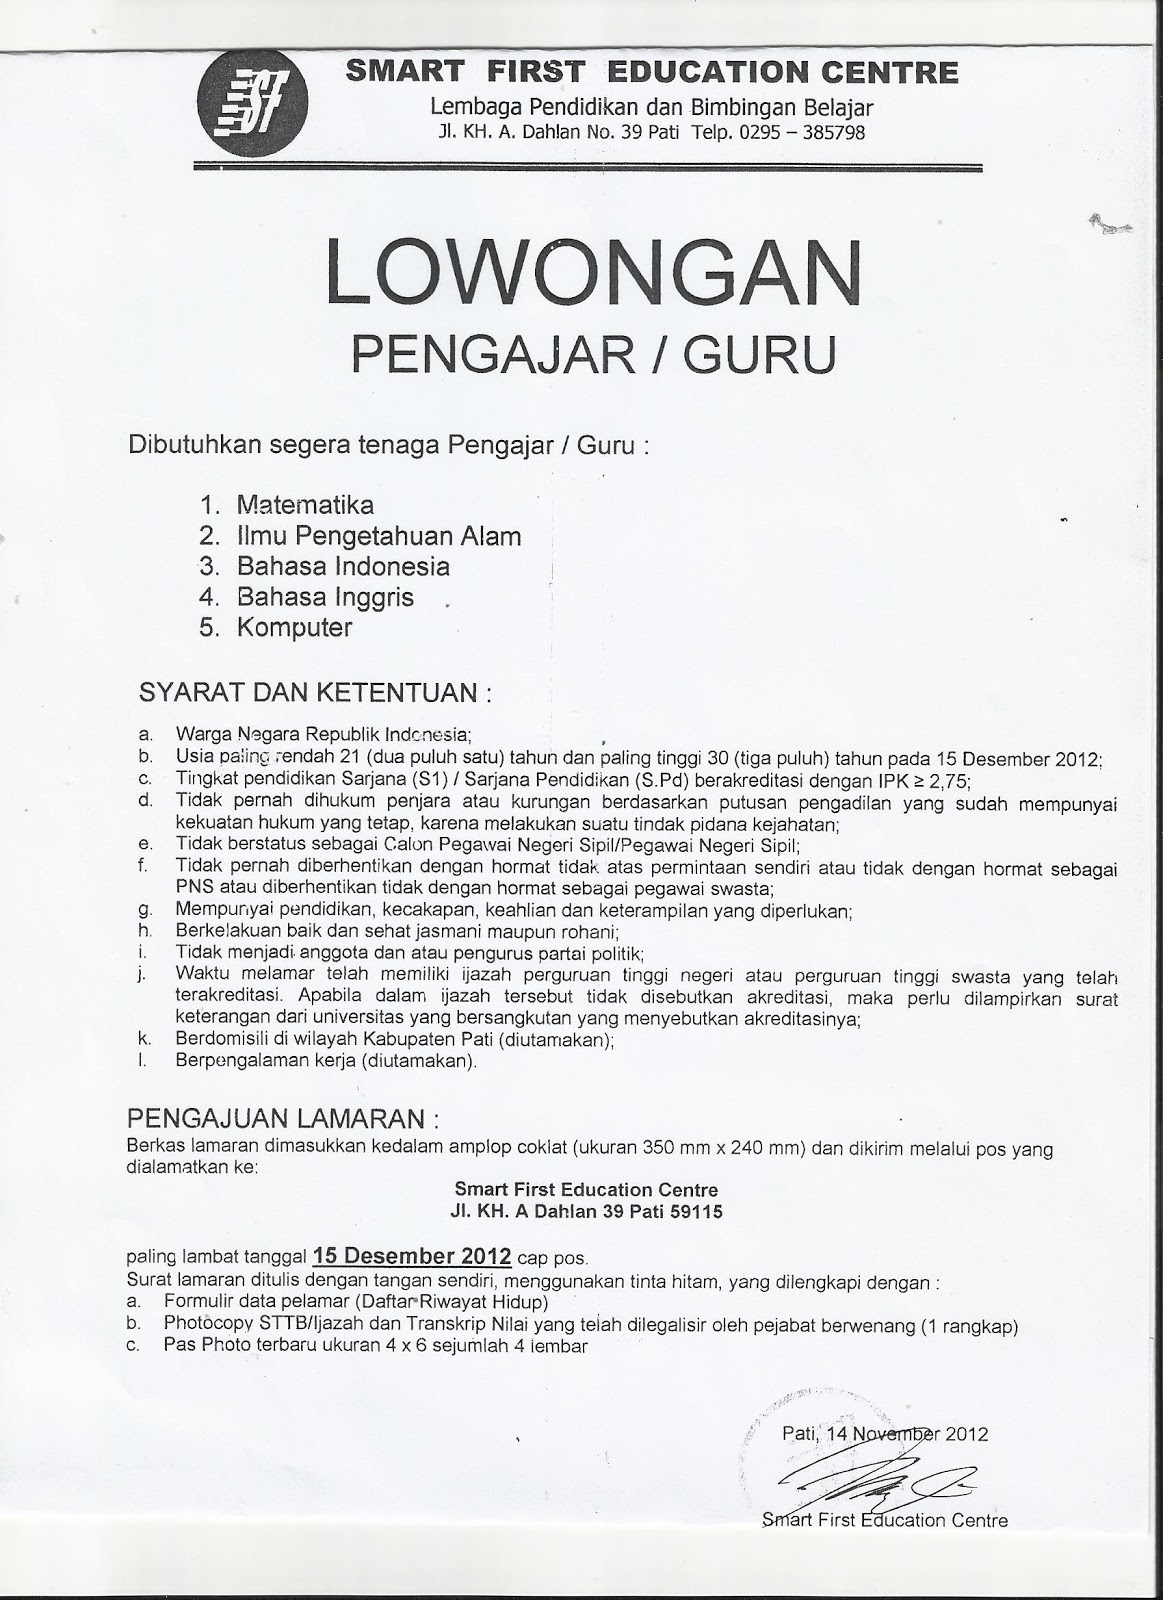 SF
SMART FIRST EDUCATION CENTRE
Lembaga Pendidikan dan Bimbingan Belajar
Jl. KH. A. Dahlan No. 39 Pati Telp. 0295 – 385798
LOWONGAN
PENGAJAR / GURU
Dibutuhkan segera tenaga Pengajar / Guru :
1. Matematika
2. Ilmu Pengetahuan Alam
3. Bahasa Indonesia
4. Bahasa Inggris
5. Komputer
SYARAT DAN KETENTUAN :
a. Warga Negara Republik Indonesia;
b. Usia paling rendah 21 (dua puluh satu) tahun dan paling tinggi 30 (tiga puluh) tahun pada 15 Desember 2012;
c. Tingkat pendidikan Sarjana (S1) / Sarjana Pendidikan (S.Pd) berakreditasi dengan IPK ≥ 2,75;
d. Tidak pernah dihukum penjara atau kurungan berdasarkan putusan pengadilan yang sudah mempunyai
kekuatan hukum yang tetap, karena melakukan suatu tindak pidana kejahatan;
e. Tidak berstatus sebagai Calon Pegawai Negeri Sipil/Pegawai Negeri Sipil;
f. Tidak pernah diberhentikan dengan hormat tidak atas permintaan sendiri atau tidak dengan hormat sebagai
PNS atau diberhentikan tidak dengan hormat sebagai pegawai swasta;
g. Mempunyai pendidikan, kecakapan, keahlian dan keterampilan yang diperlukan;
h. Berkelakuan baik dan sehat jasmani maupun rohani;
i. Tidak menjadi anggota dan atau pengurus partai politik;
j. Waktu melamar telah memiliki ijazah perguruan tinggi negeri atau perguruan tinggi swasta yang telah
terakreditasi. Apabila dalam ijazah tersebut tidak disebutkan akreditasi, maka perlu dilampirkan surat
keterangan dari universitas yang bersangkutan yang menyebutkan akreditasinya;
k. Berdomisili di wilayah Kabupaten Pati (diutamakan);
l. Berpengalaman kerja (diutamakan).
PENGAJUAN LAMARAN :
Berkas lamaran dimasukkan kedalam amplop coklat (ukuran 350 mm x 240 mm) dan dikirim melalui pos yang
dialamatkan ke:
Smart First Education Centre
Jl. KH. A Dahlan 39 Pati 59115
paling lambat tanggal 15 Desember 2012 cap pos.
Surat lamaran ditulis dengan tangan sendiri, menggunakan tinta hitam, yang dilengkapi dengan :
a. Formulir data pelamar (Daftar Riwayat Hidup)
b. Photocopy STTB/Ijazah dan Transkrip Nilai yang telah dilegalisir oleh pejabat berwenang (1 rangkap)
c. Pas Photo terbaru ukuran 4 x 6 sejumlah 4 lembar
Pati, 14 November 2012
Smart First Education Centre